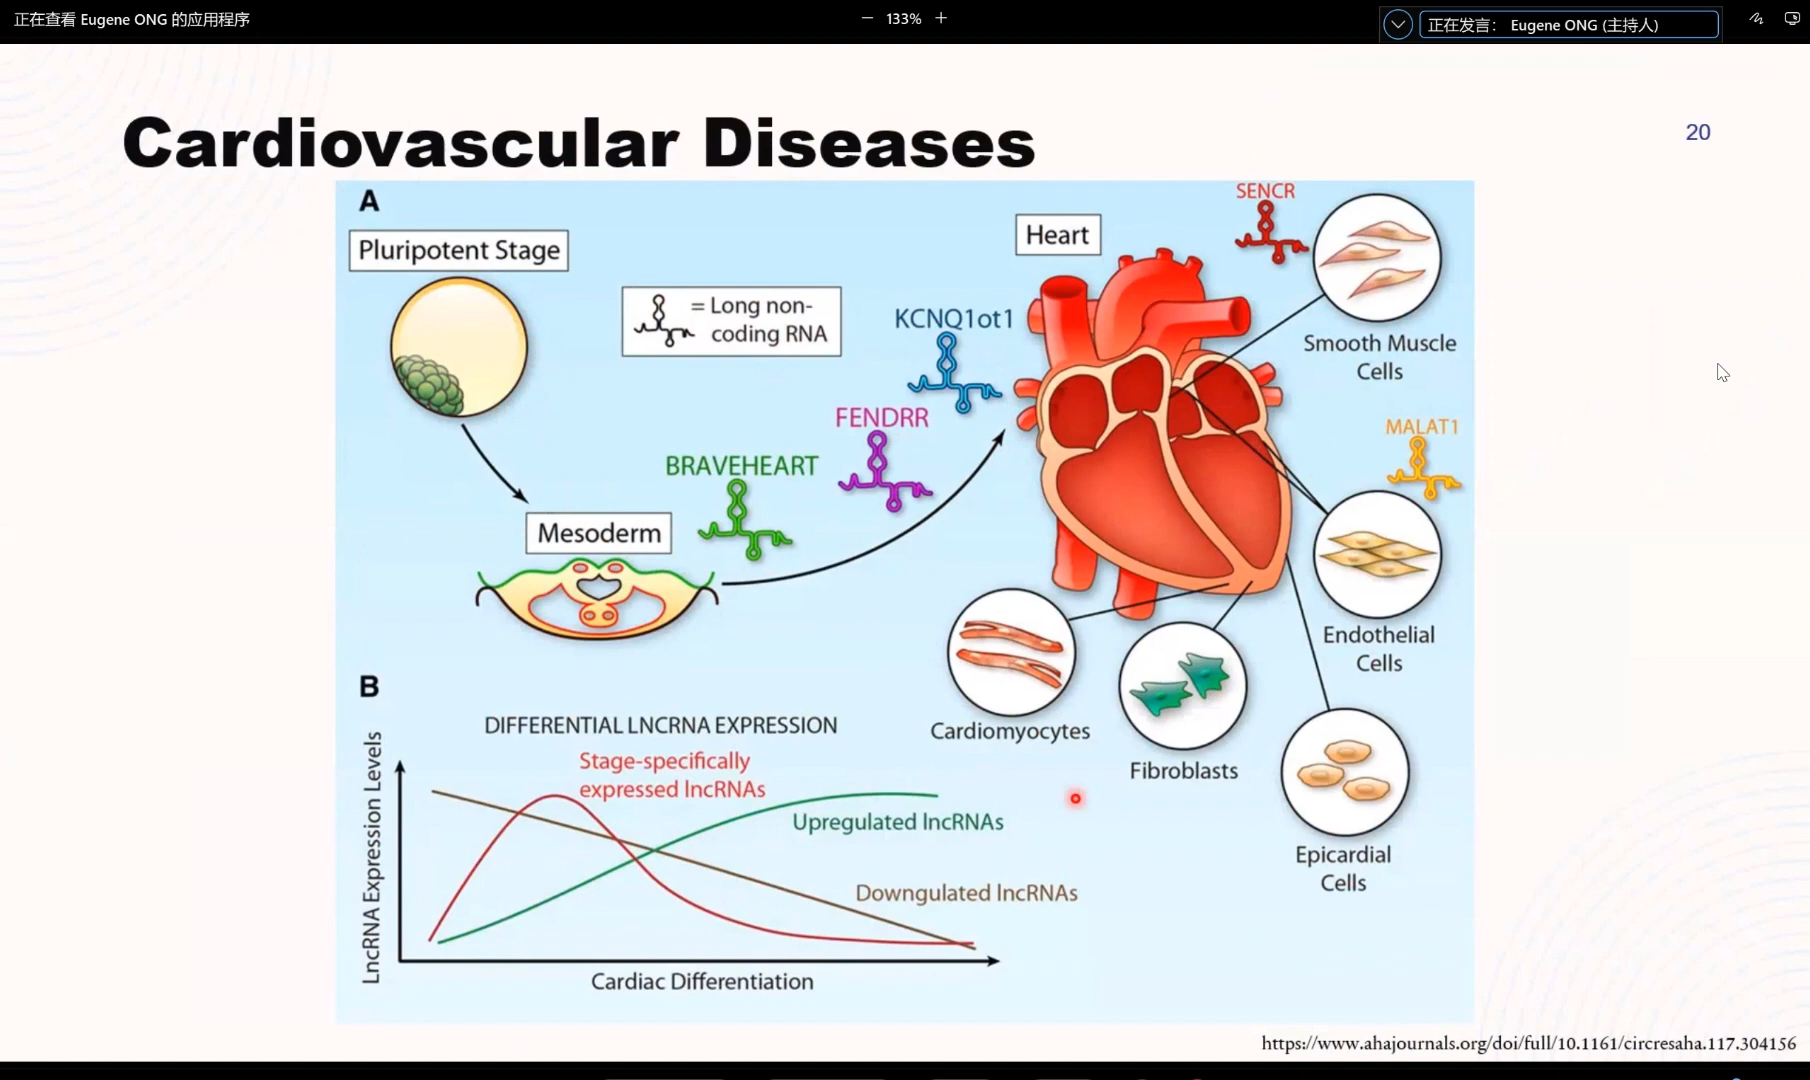 正在查看 Eugene ONG 的应用程序
133%
正在发言： Eugene ONG (主持人)
Cardiovascular Diseases
20
A
Pluripotent Stage
= Long non-
coding RNA
Mesoderm
BRAVEHEART
FENDRR
KCNQ1ot1
Heart
SENCR
Smooth Muscle
Cells
MALAT1
Endothelial
Cells
Cardiomyocytes
Fibroblasts
Epicardial
Cells
B
DIFFERENTIAL LNCRNA EXPRESSION
LncRNA Expression Levels
Stage-specifically
expressed lncRNAs
Upregulated lncRNAs
Downgulated lncRNAs
Cardiac Differentiation
https://www.ahajournals.org/doi/full/10.1161/circresaha.117.304156